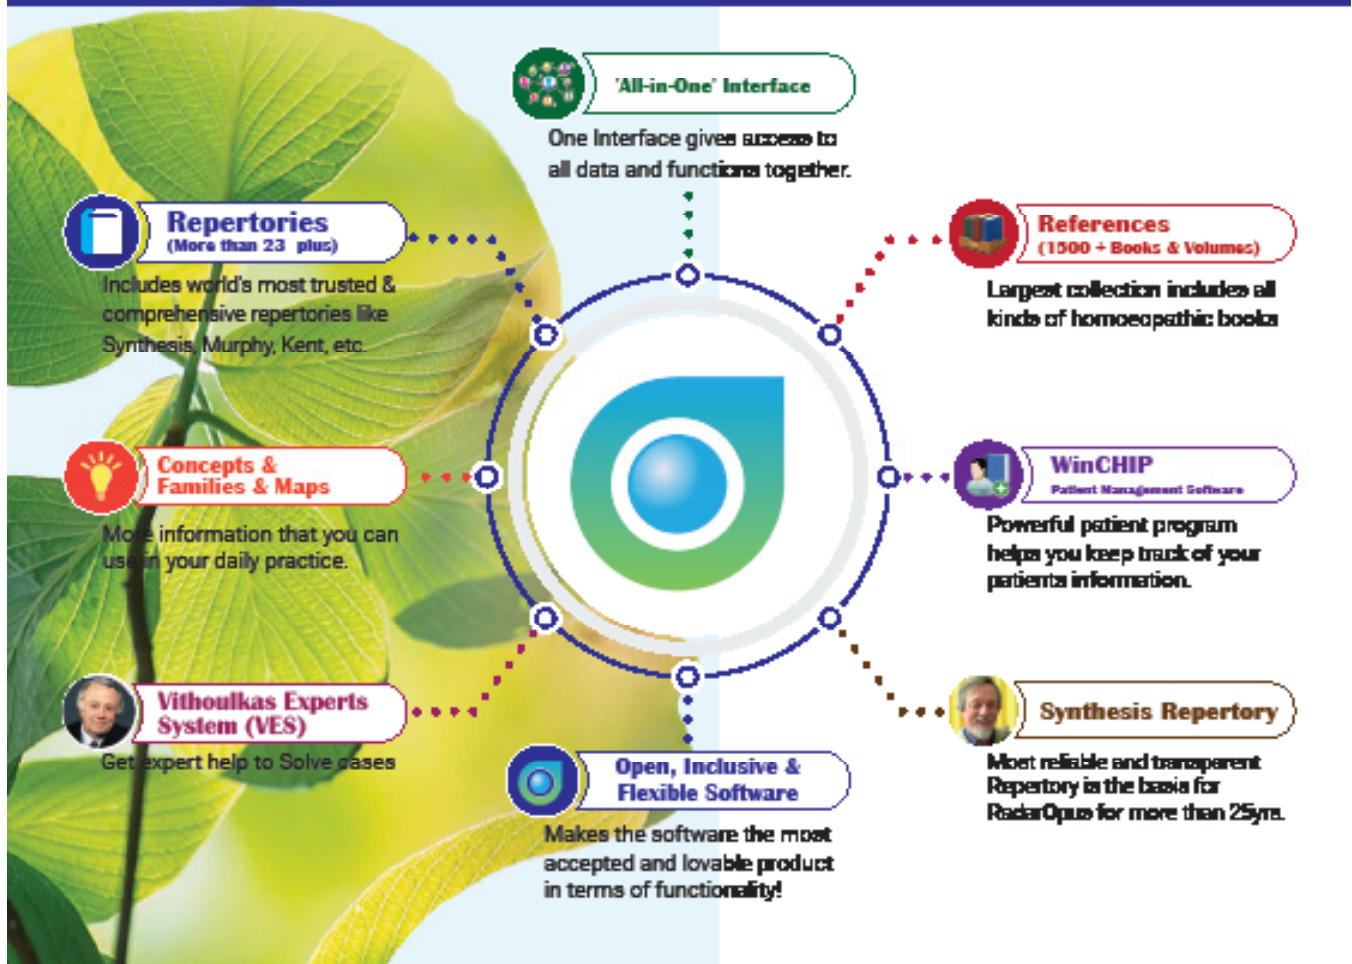 'All-in-One' Interface
One Interface gives access to
all data and functions together.
Repertories
(More than 23 plus)
Includes world's most trusted &
comprehensive repertories like
Synthesis, Murphy, Kent, etc.
References
(1500 + Books & Volumes)
Largest collection includes all
kinds of homoeopathic books
Concepts &
Families & Maps
More information that you can
use in your daily practice.
WinCHIP
Patient Management Software
Powerful patient program
helps you keep track of your
patients information.
Vithoulkas Experts
System (VES)
Get expert help to Solve cases
Synthesis Repertory
Most reliable and transparent
Repertory is the basis for
RadarOpus for more than 25yrs.
Open, Inclusive &
Flexible Software
Makes the software the most
accepted and lovable product
in terms of functionality!